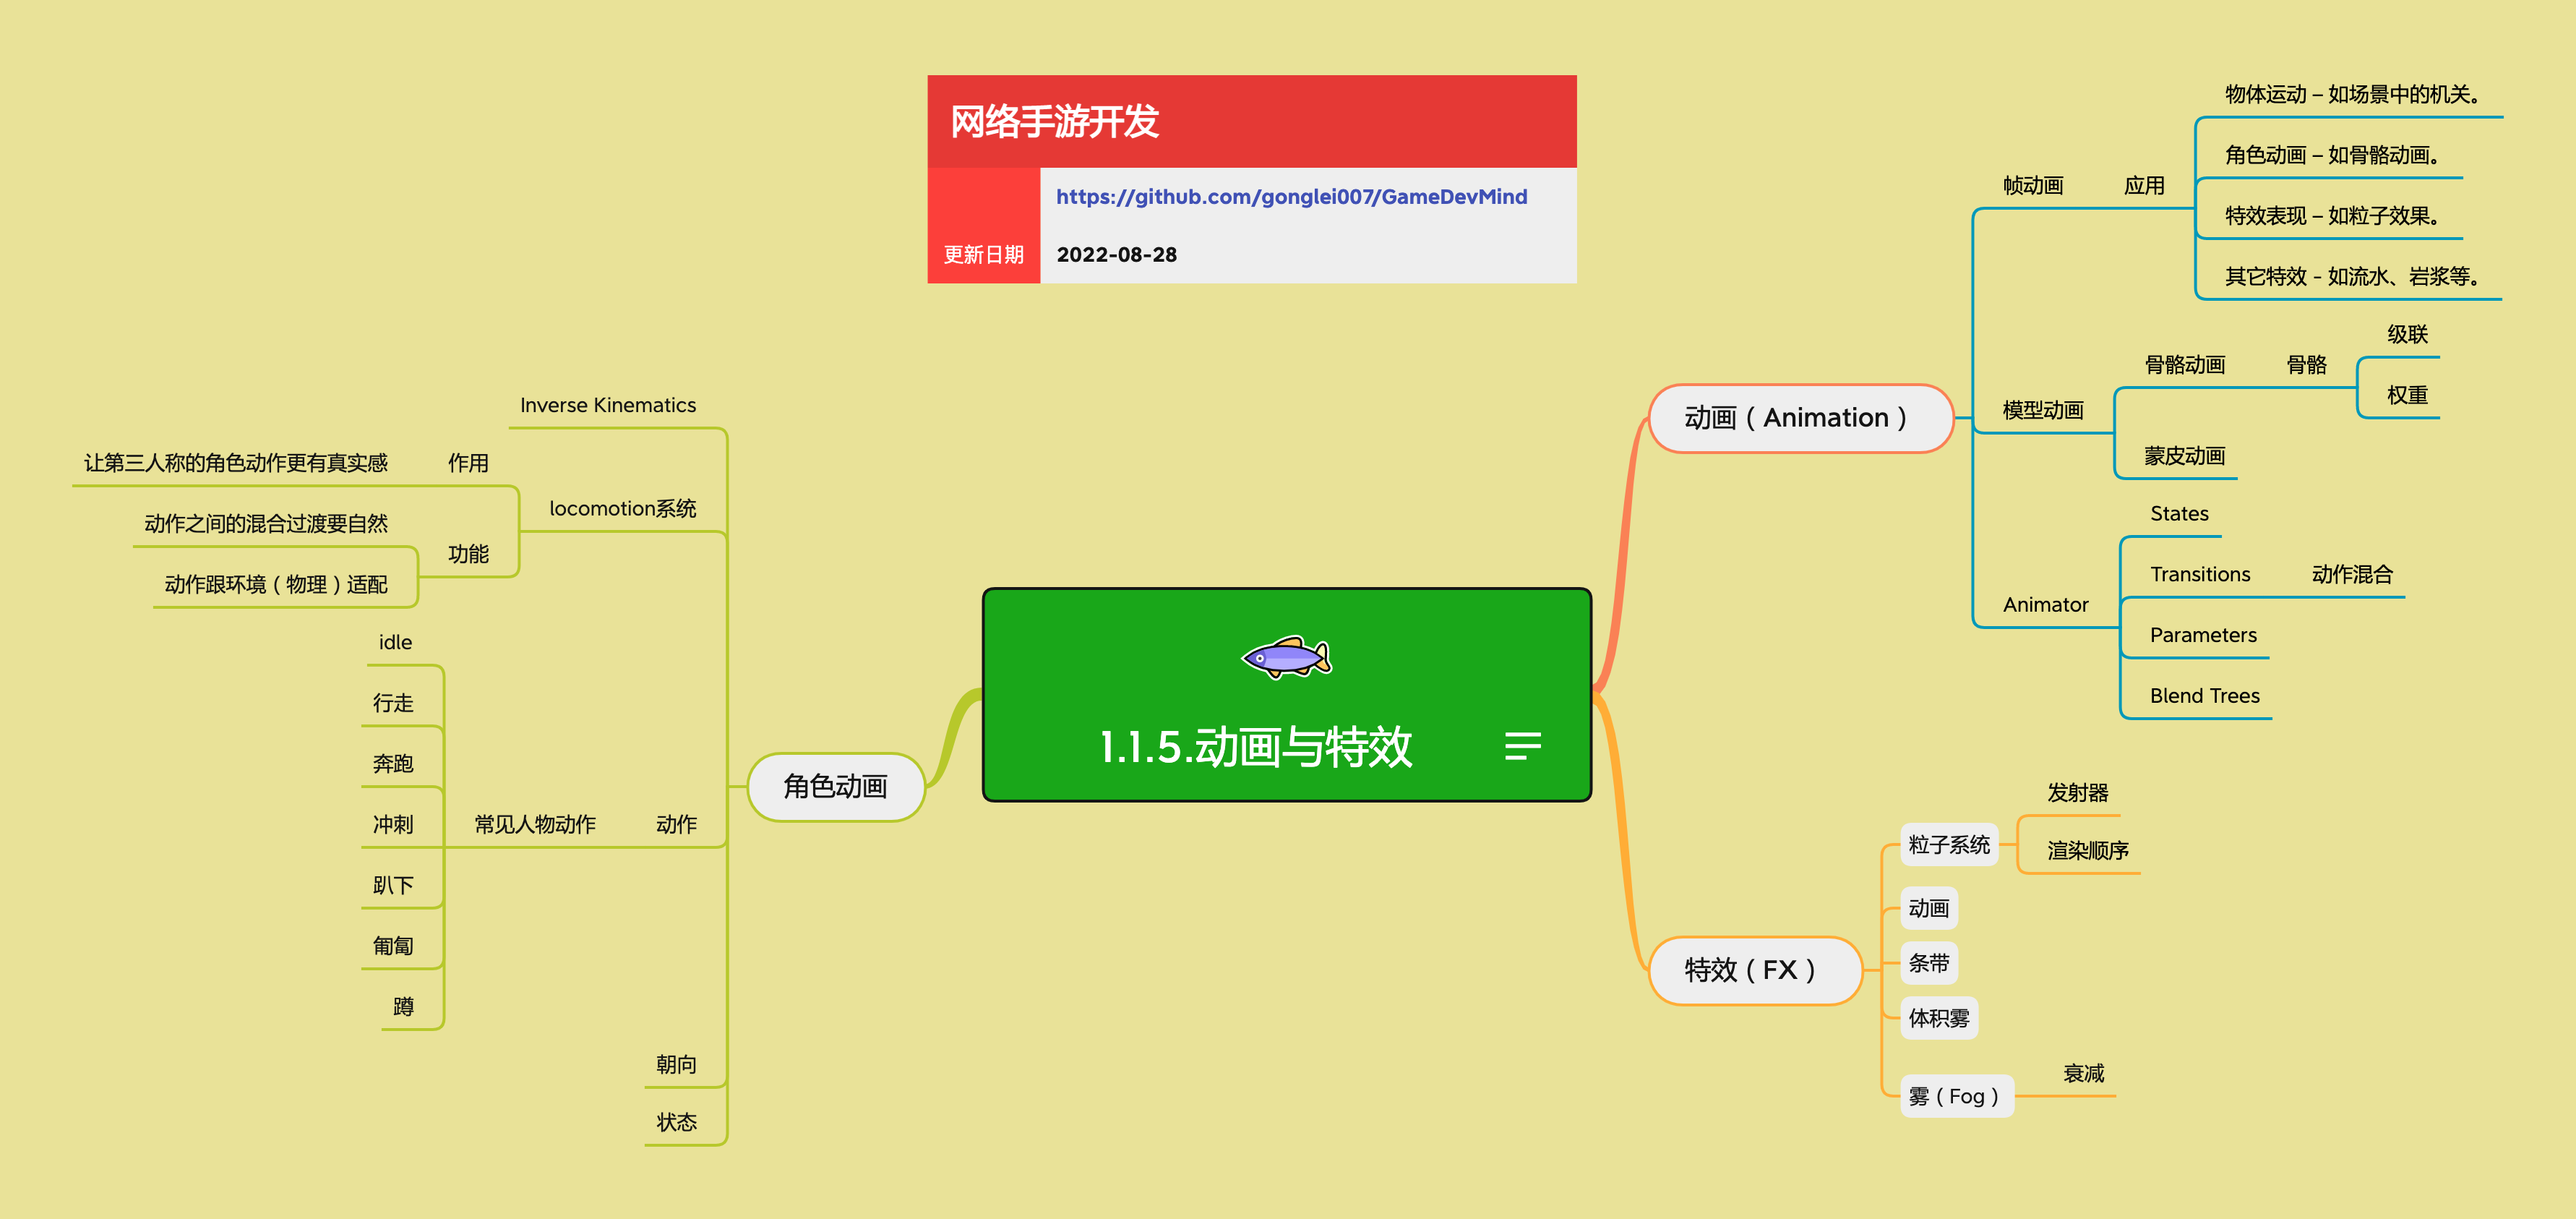 网络手游开发
https://github.com/gonglei007/GameDevMind
更新日期
2022-08-28
1.1.5.动画与特效
动画（Animation）
帧动画
应用
物体运动 – 如场景中的机关。
角色动画 – 如骨骼动画。
特效表现 – 如粒子效果。
其它特效 - 如流水、岩浆等。
模型动画
骨骼动画
骨骼
级联
权重
蒙皮动画
Animator
States
Transitions
动作混合
Parameters
Blend Trees
特效（FX）
粒子系统
发射器
渲染顺序
动画
条带
体积雾
雾（Fog）
衰减
角色动画
Inverse Kinematics
locomotion系统
作用
让第三人称的角色动作更有真实感
功能
动作之间的混合过渡要自然
动作跟环境（物理）适配
动作
常见人物动作
idle
行走
奔跑
冲刺
趴下
匍匐
蹲
朝向
状态